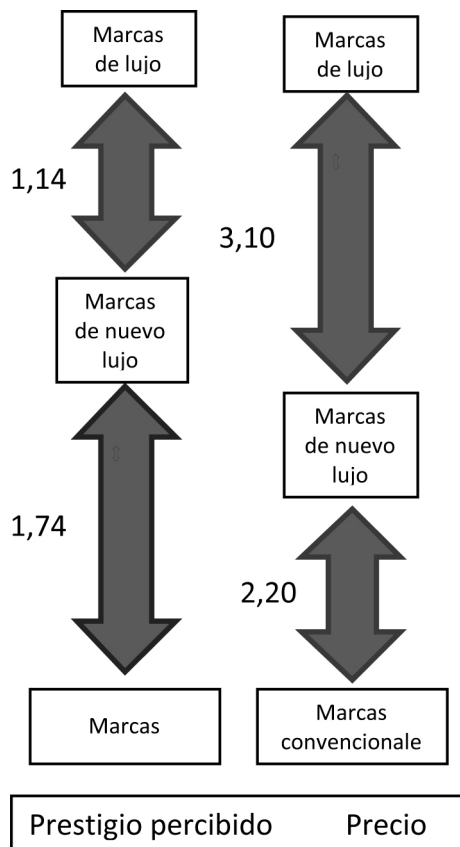 Marcas
de lujo
Marcas
de lujo
1,14
3,10
Marcas
de nuevo
lujo
Marcas
de nuevo
lujo
1,74
2,20
Marcas
Marcas
convencionale
Prestigio percibido Precio